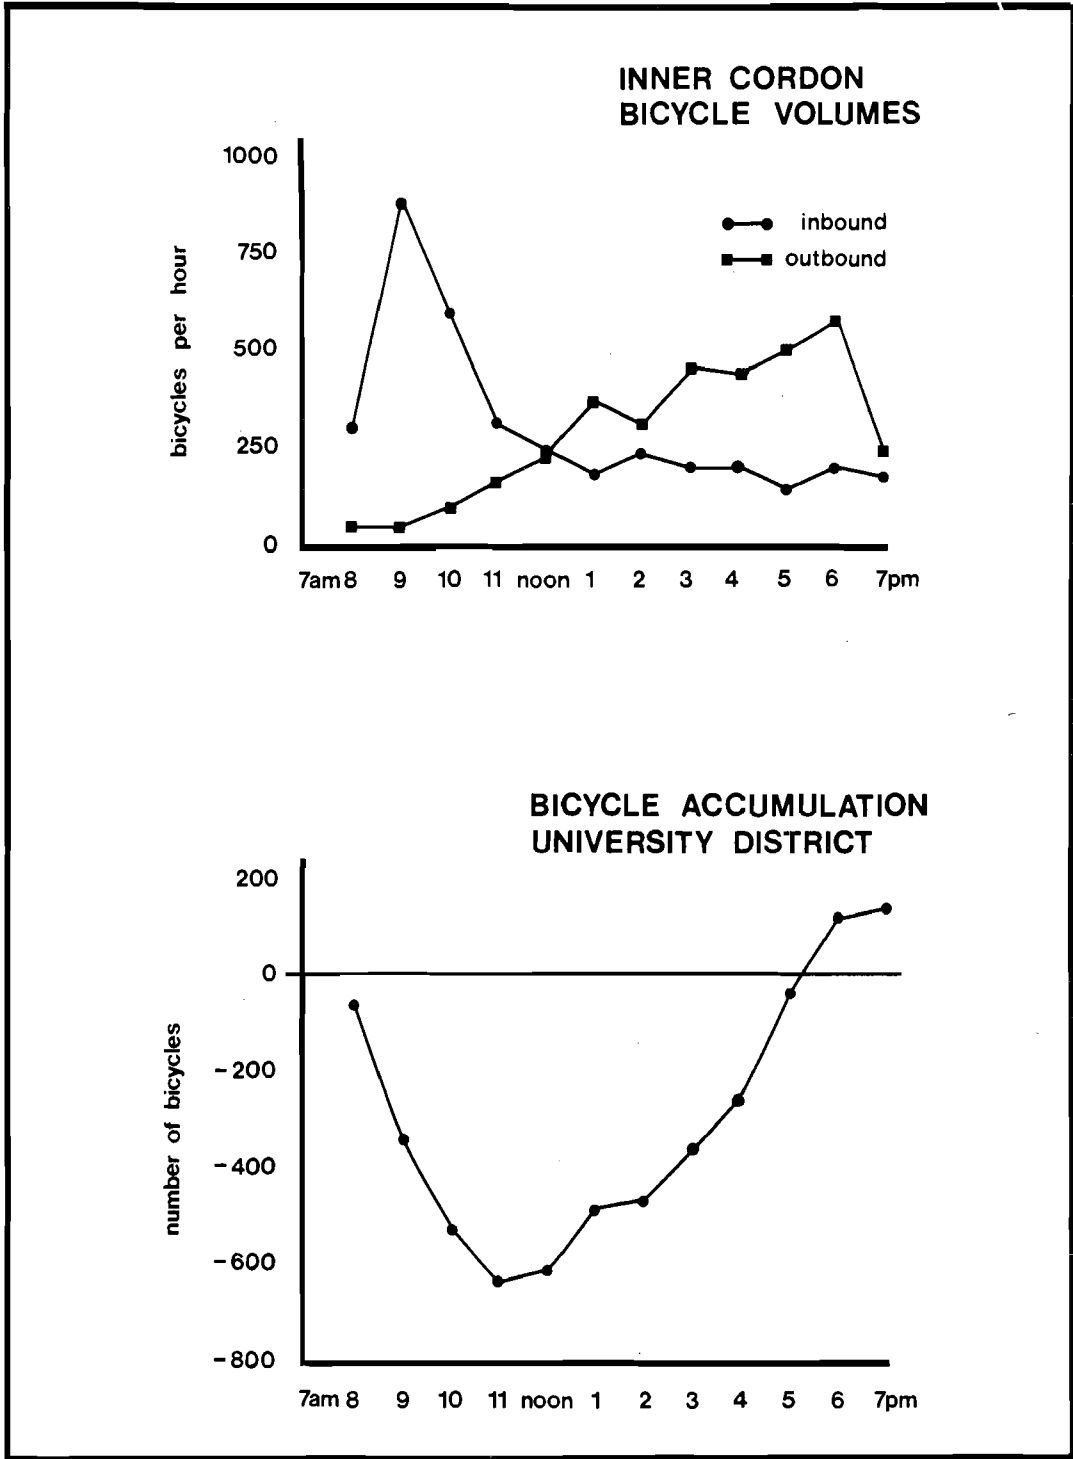 INNER CORDON
BICYCLE VOLUMES
1000
750
500
250
0
bicycles per hour
inbound
outbound
7am 8 9 10 11 noon 1 2 3 4 5 6 7pm
BICYCLE ACCUMULATION
UNIVERSITY DISTRICT
200
0
-200
-400
-600
-800
number of bicycles
7am 8 9 10 11 noon 1 2 3 4 5 6 7pm